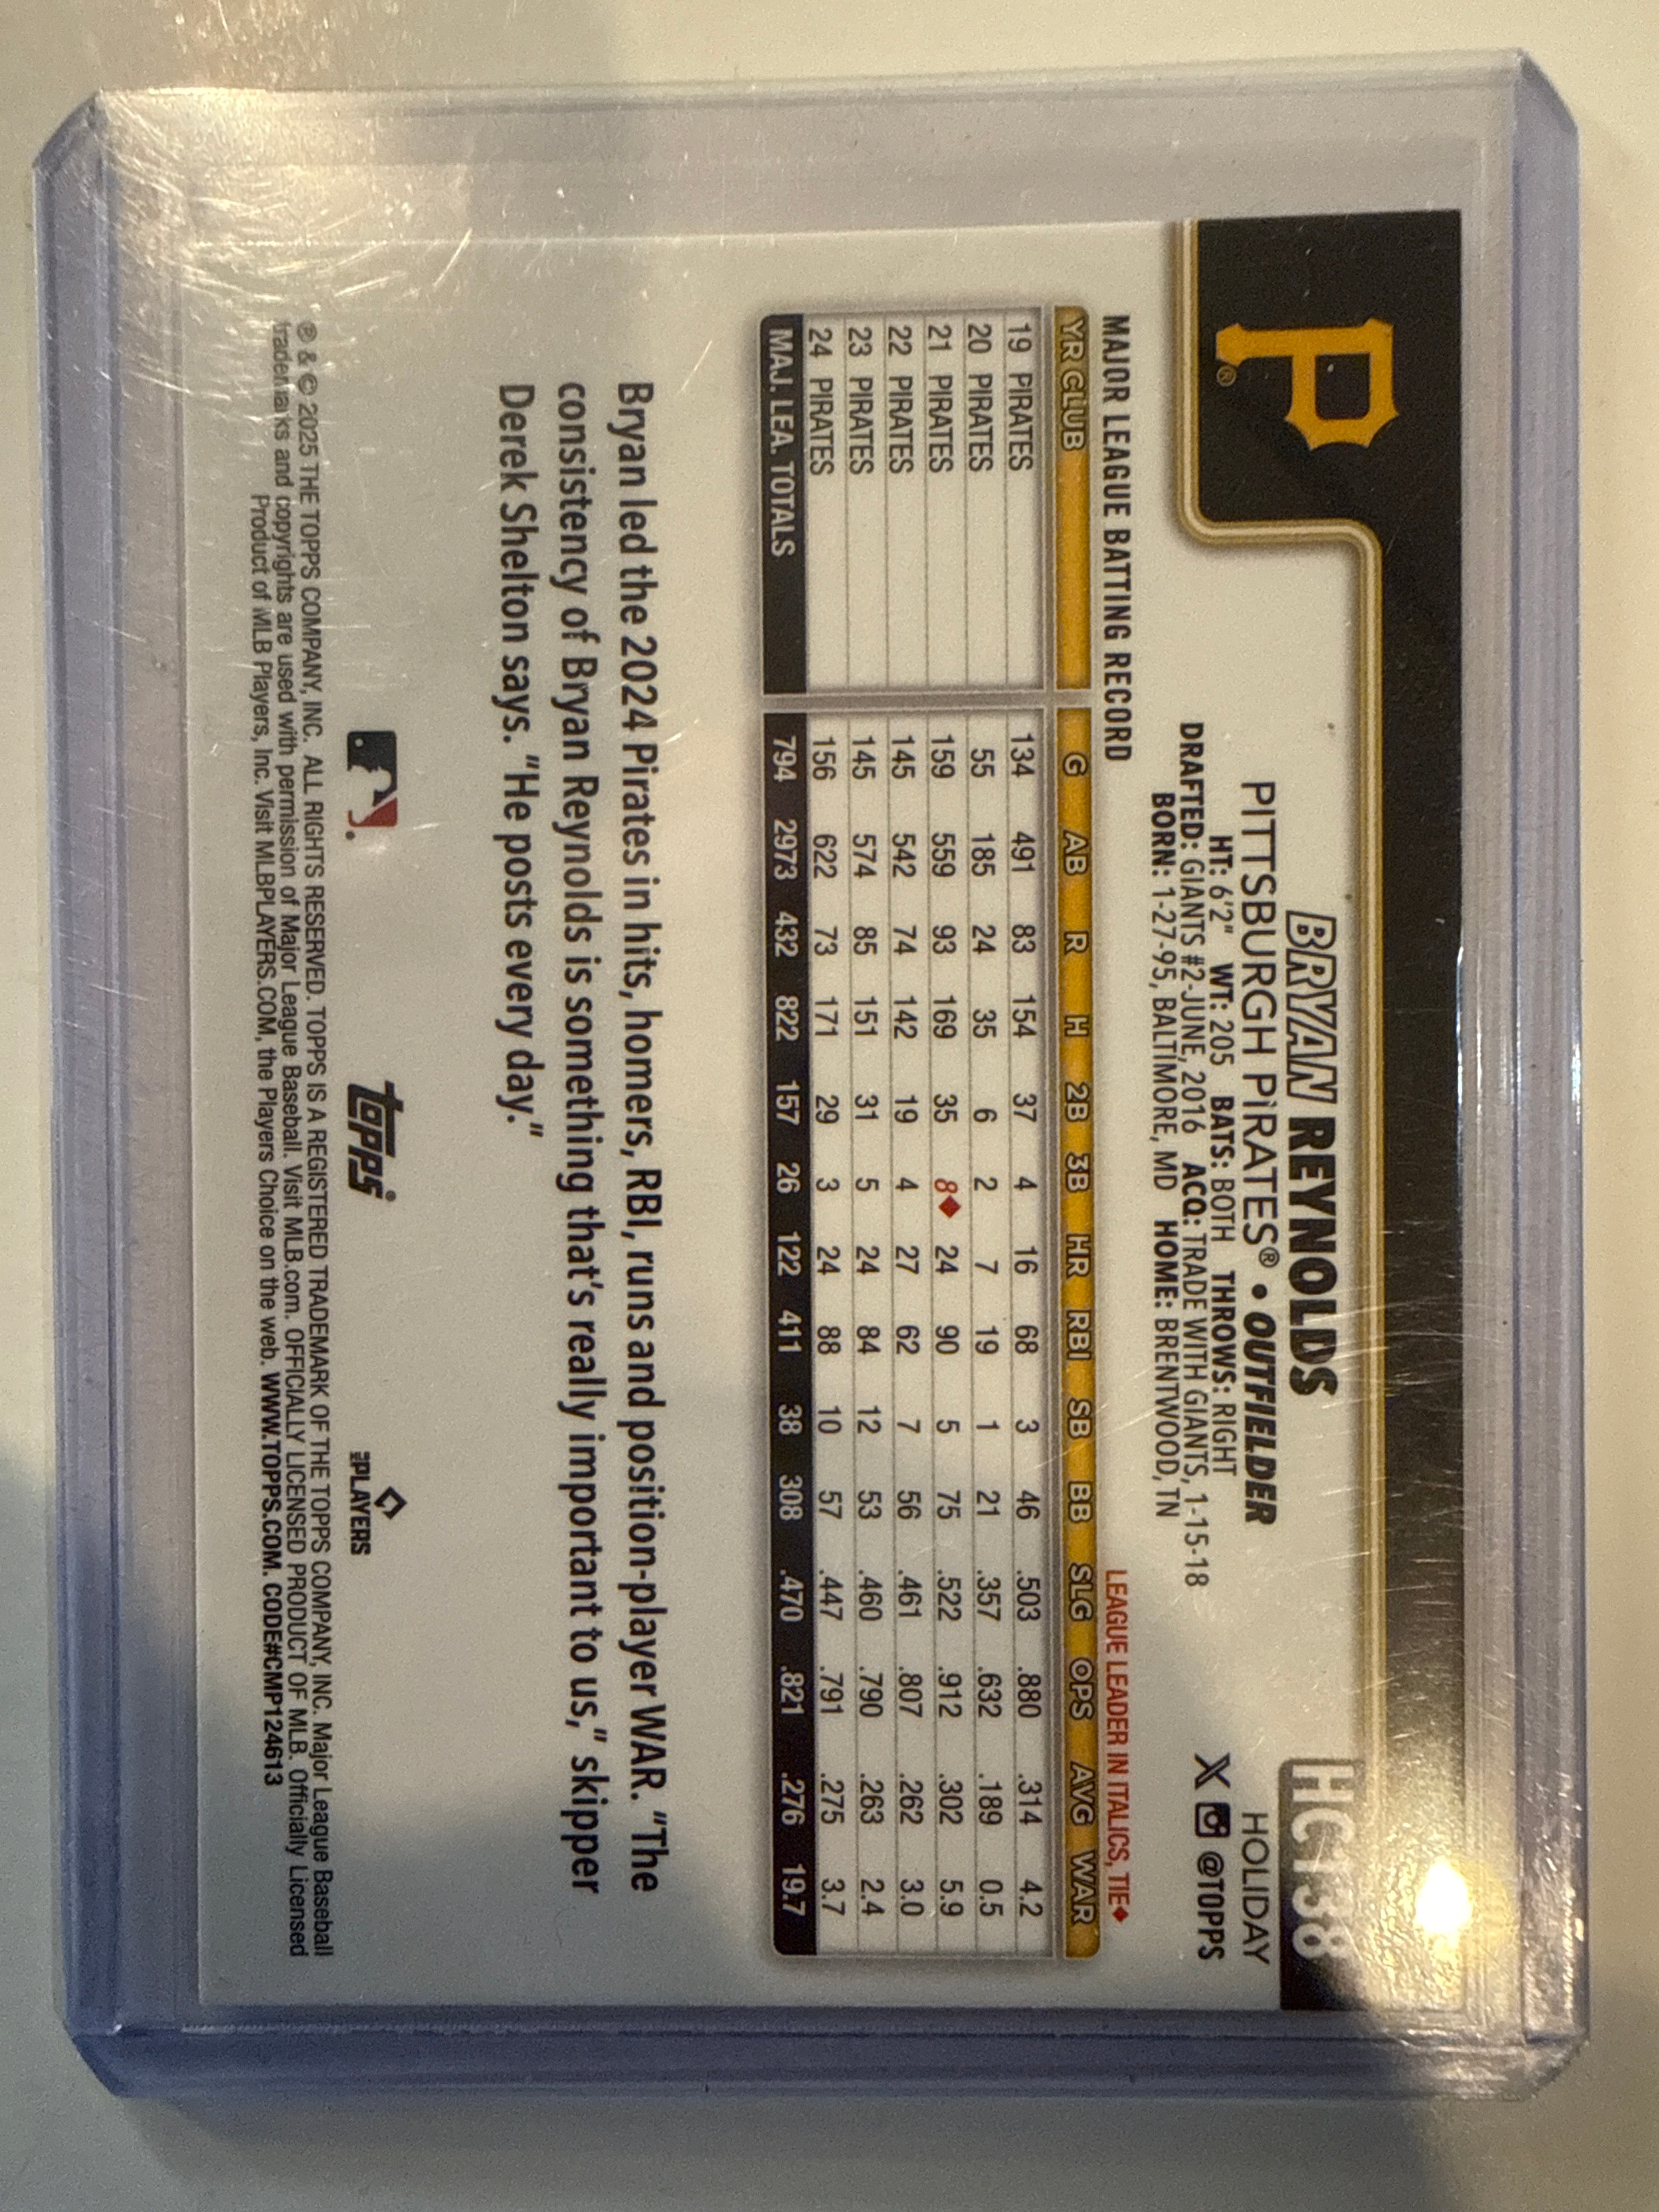 P®
BRYAN REYNOLDS
HC138
PITTSBURGH PIRATES® • OUTFIELDER
HOLIDAY
HT: 6'2" WT: 205 BATS: BOTH THROWS: RIGHT
DRAFTED: GIANTS #2-JUNE, 2016 ACQ: TRADE WITH GIANTS, 1-15-18
X @TOPPS
BORN: 1-27-95, BALTIMORE, MD HOME: BRENTWOOD, TN
MAJOR LEAGUE BATTING RECORD
LEAGUE LEADER IN ITALICS, TIE♦
YR CLUB G AB R H 2B 3B HR RBI SB BB SLG OPS AVG WAR
19 PIRATES 134 491 83 154 37 4 16 68 3 46 .503 .880 .314 4.2
20 PIRATES 55 185 24 35 6 2 7 19 1 21 .357 .632 .189 0.5
21 PIRATES 159 559 93 169 35 8♦ 24 90 5 75 .522 .912 .302 5.9
22 PIRATES 145 542 74 142 19 4 27 62 7 56 .461 .807 .262 3.0
23 PIRATES 145 574 85 151 31 5 24 84 12 53 .460 .790 .263 2.4
24 PIRATES 156 622 73 171 29 3 24 88 10 57 .447 .791 .275 3.7
MAJ. LEA. TOTALS 794 2973 432 822 157 26 122 411 38 308 .470 .821 .276 19.7
Bryan led the 2024 Pirates in hits, homers, RBI, runs and position-player WAR. "The
consistency of Bryan Reynolds is something that's really important to us," skipper
Derek Shelton says. "He posts every day."
topps®
MLB PLAYERS
® & © 2025 THE TOPPS COMPANY, INC. ALL RIGHTS RESERVED. TOPPS IS A REGISTERED TRADEMARK OF THE TOPPS COMPANY, INC. Major League Baseball
trademarks and copyrights are used with permission of Major League Baseball. Visit MLB.com. OFFICIALLY LICENSED PRODUCT OF MLB. Officially Licensed
Product of MLB Players, Inc. Visit MLBPLAYERS.COM, the Players Choice on the web. WWW.TOPPS.COM. CODE#CMP124613